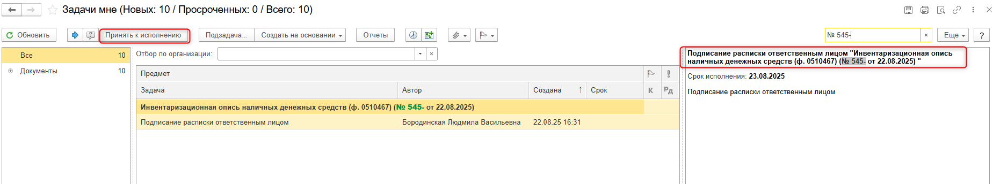 Задачи мне (Новых: 10 / Просроченных: 0 / Всего: 10)
Обновить
Принять к исполнению
Подзадача...
Создать на основании
Отчеты
№ 545-
×
Еще
?
Все 10
Документы 10
Отбор по организации:
Предмет
Задача Автор Создана ↑ Срок К Рд
Инвентаризационная опись наличных денежных средств (ф. 0510467) (№ 545- от 22.08.2025)
Подписание расписки ответственным лицом Бородинская Людмила Васильевна 22.08.25 16:31
Подписание расписки ответственным лицом "Инвентаризационная опись
наличных денежных средств (ф. 0510467) (№ 545- от 22.08.2025) "
Срок исполнения: 23.08.2025
Подписание расписки ответственным лицом